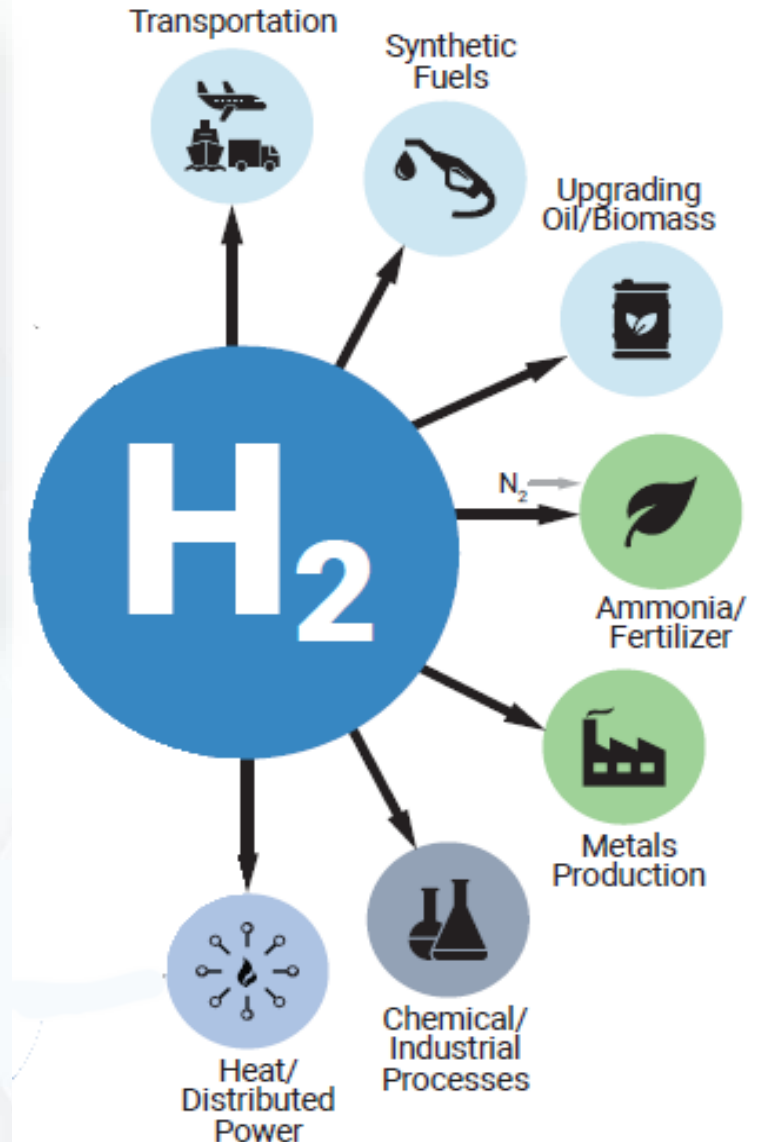 Transportation
Synthetic
Fuels
Upgrading
Oil/Biomass
H2
N2
Ammonia/
Fertilizer
Metals
Production
Chemical/
Industrial
Processes
Heat/
Distributed
Power